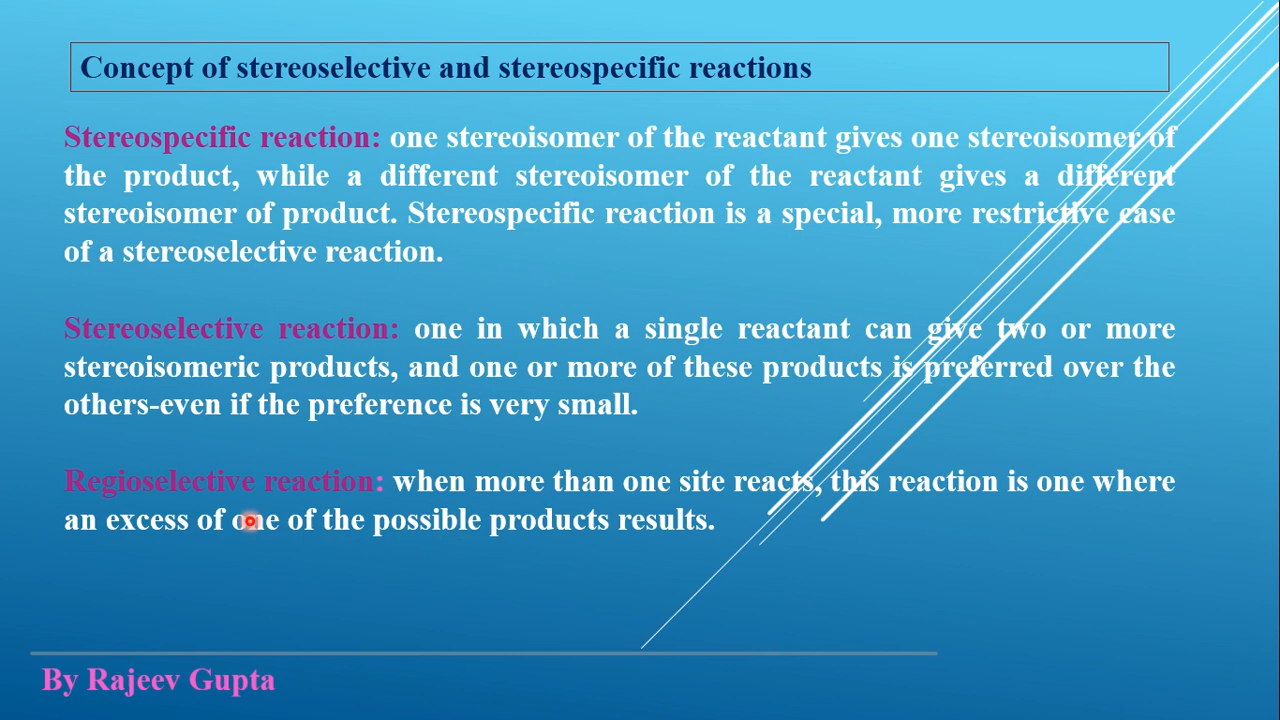 Concept of stereoselective and stereospecific reactions
Stereospecific reaction: one stereoisomer of the reactant gives one stereoisomer of
the product, while a different stereoisomer of the reactant gives a different
stereoisomer of product. Stereospecific reaction is a special, more restrictive case
of a stereoselective reaction.
Stereoselective reaction: one in which a single reactant can give two or more
stereoisomeric products, and one or more of these products is preferred over the
others-even if the preference is very small.
Regioselective reaction: when more than one site reacts, this reaction is one where
an excess of one of the possible products results.
By Rajeev Gupta